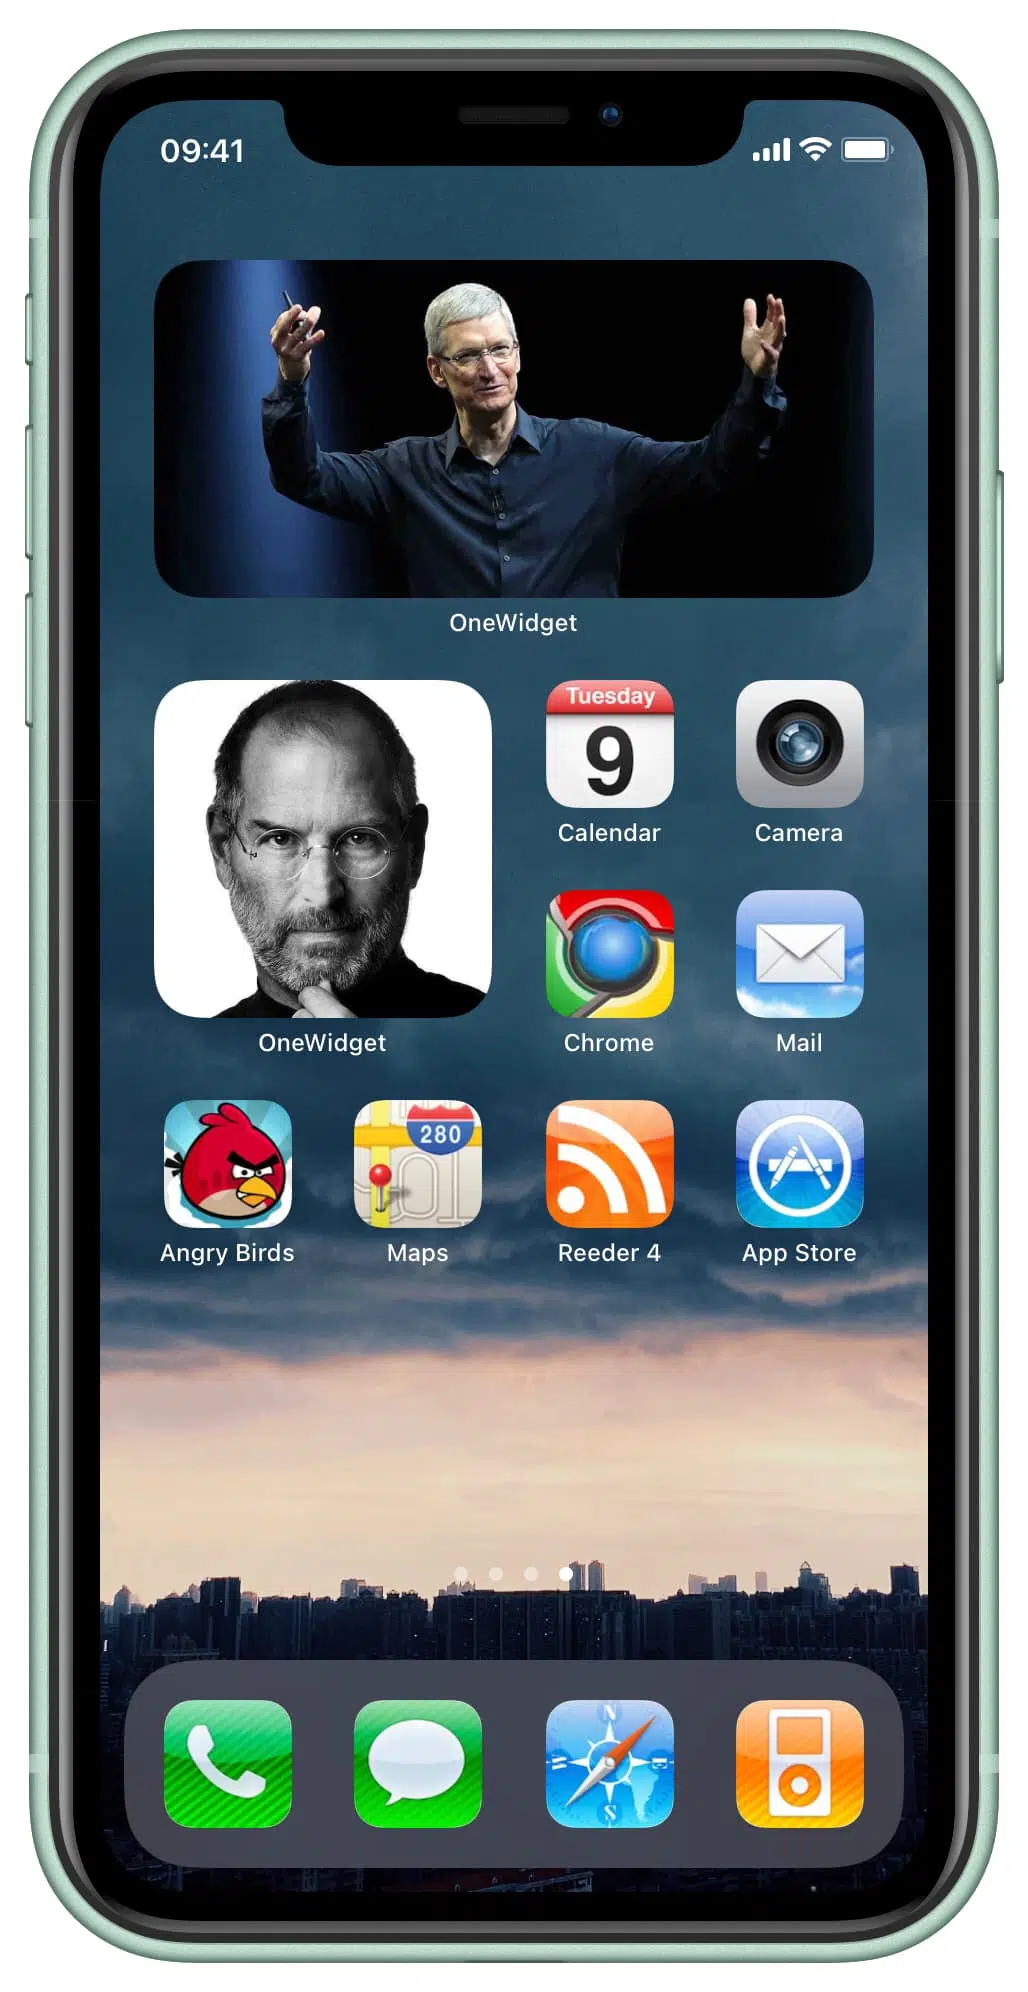 09:41
OneWidget
Tuesday
9
Calendar
Camera
OneWidget
Chrome
Mail
280
Angry Birds
Maps
Reeder 4
App Store
N
W
E
S